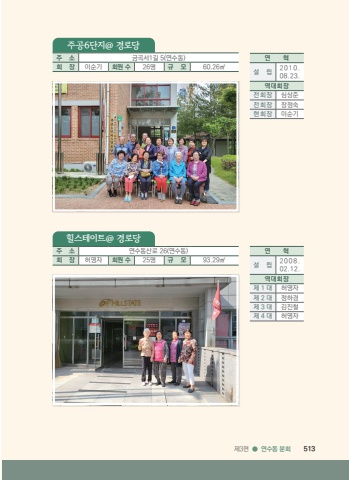 주공6단지@ 경로당
주 소 금곡서1길 5(연수동)
회 장 이순기 회원 수 26명 규 모 60.26㎡
연 혁
설 립 2010. 08.23.
역대회장
전회장 심상준
전회장 장정숙
현회장 이순기
힐스테이트@ 경로당
주 소 연수동산로 26(연수동)
회 장 허명자 회원 수 25명 규 모 93.29㎡
HILLSTATE
연 혁
설 립 2008. 02.12.
역대회장
제 1 대 허명자
제 2 대 정하경
제 3 대 김진철
제 4 대 허명자
제3편 ● 연수동 문화 513